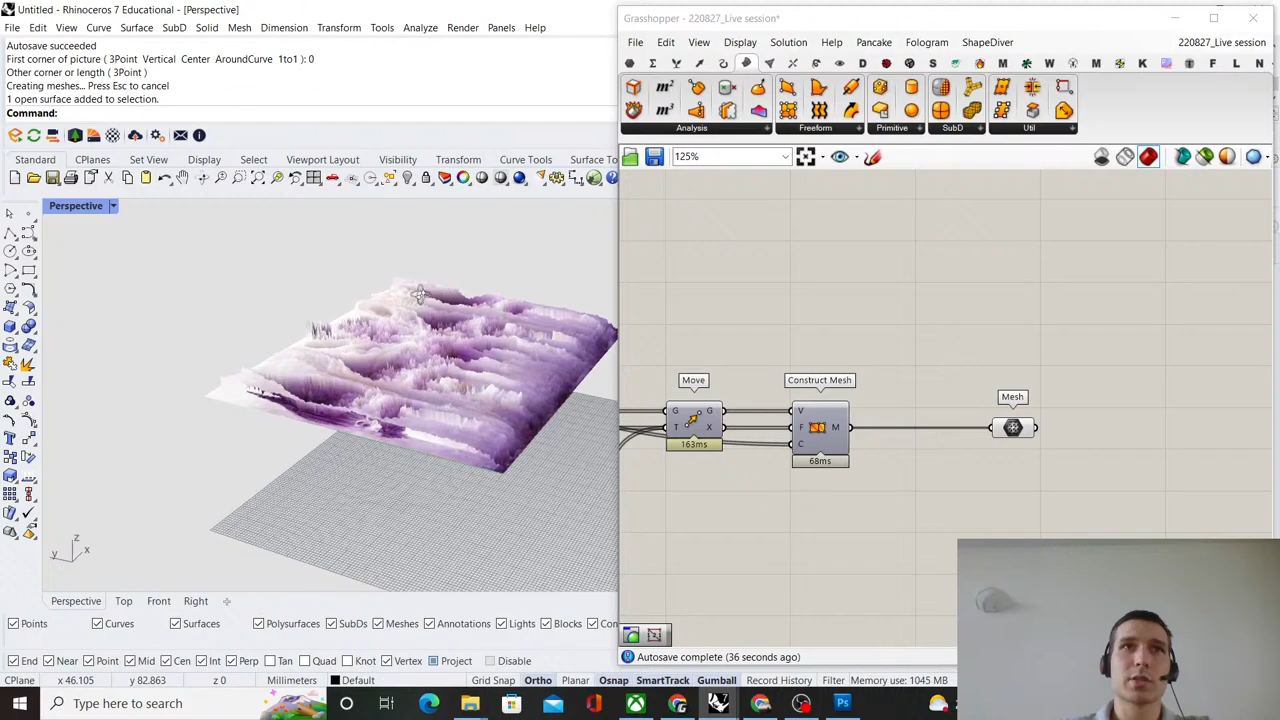 Untitled - Rhinoceros 7 Educational - [Perspective]
File Edit View Curve Surface SubD Solid Mesh Dimension Transform Tools Analyze Render Panels Help
Autosave succeeded
First corner of picture ( 3Point Vertical Center AroundCurve 1to1 ): 0
Other corner or length ( 3Point )
Creating meshes... Press Esc to cancel
1 open surface added to selection.
Command:
Standard CPlanes Set View Display Select Viewport Layout Visibility Transform Curve Tools Surface To
Perspective
z
y x
Perspective Top Front Right
Points Curves Surfaces Polysurfaces SubDs Meshes Annotations Lights Blocks
End Near Point Mid Cen Int Perp Tan Quad Knot Vertex Project Disable
CPlane x 46.105 y 82.863 z 0 Millimeters Default Grid Snap Ortho Planar Osnap SmartTrack Gumball Record History Filter Memory use: 1045 MB
Grasshopper - 220827_Live session*
File Edit View Display Solution Help Pancake Fologram ShapeDiver 220827_Live session
D M M W M K M T F L N
m² m³
Analysis Freeform Primitive SubD Util
125%
Move Construct Mesh Mesh
G G V
T X F M
C
163ms 68ms
Autosave complete (36 seconds ago)
Type here to search
Ps